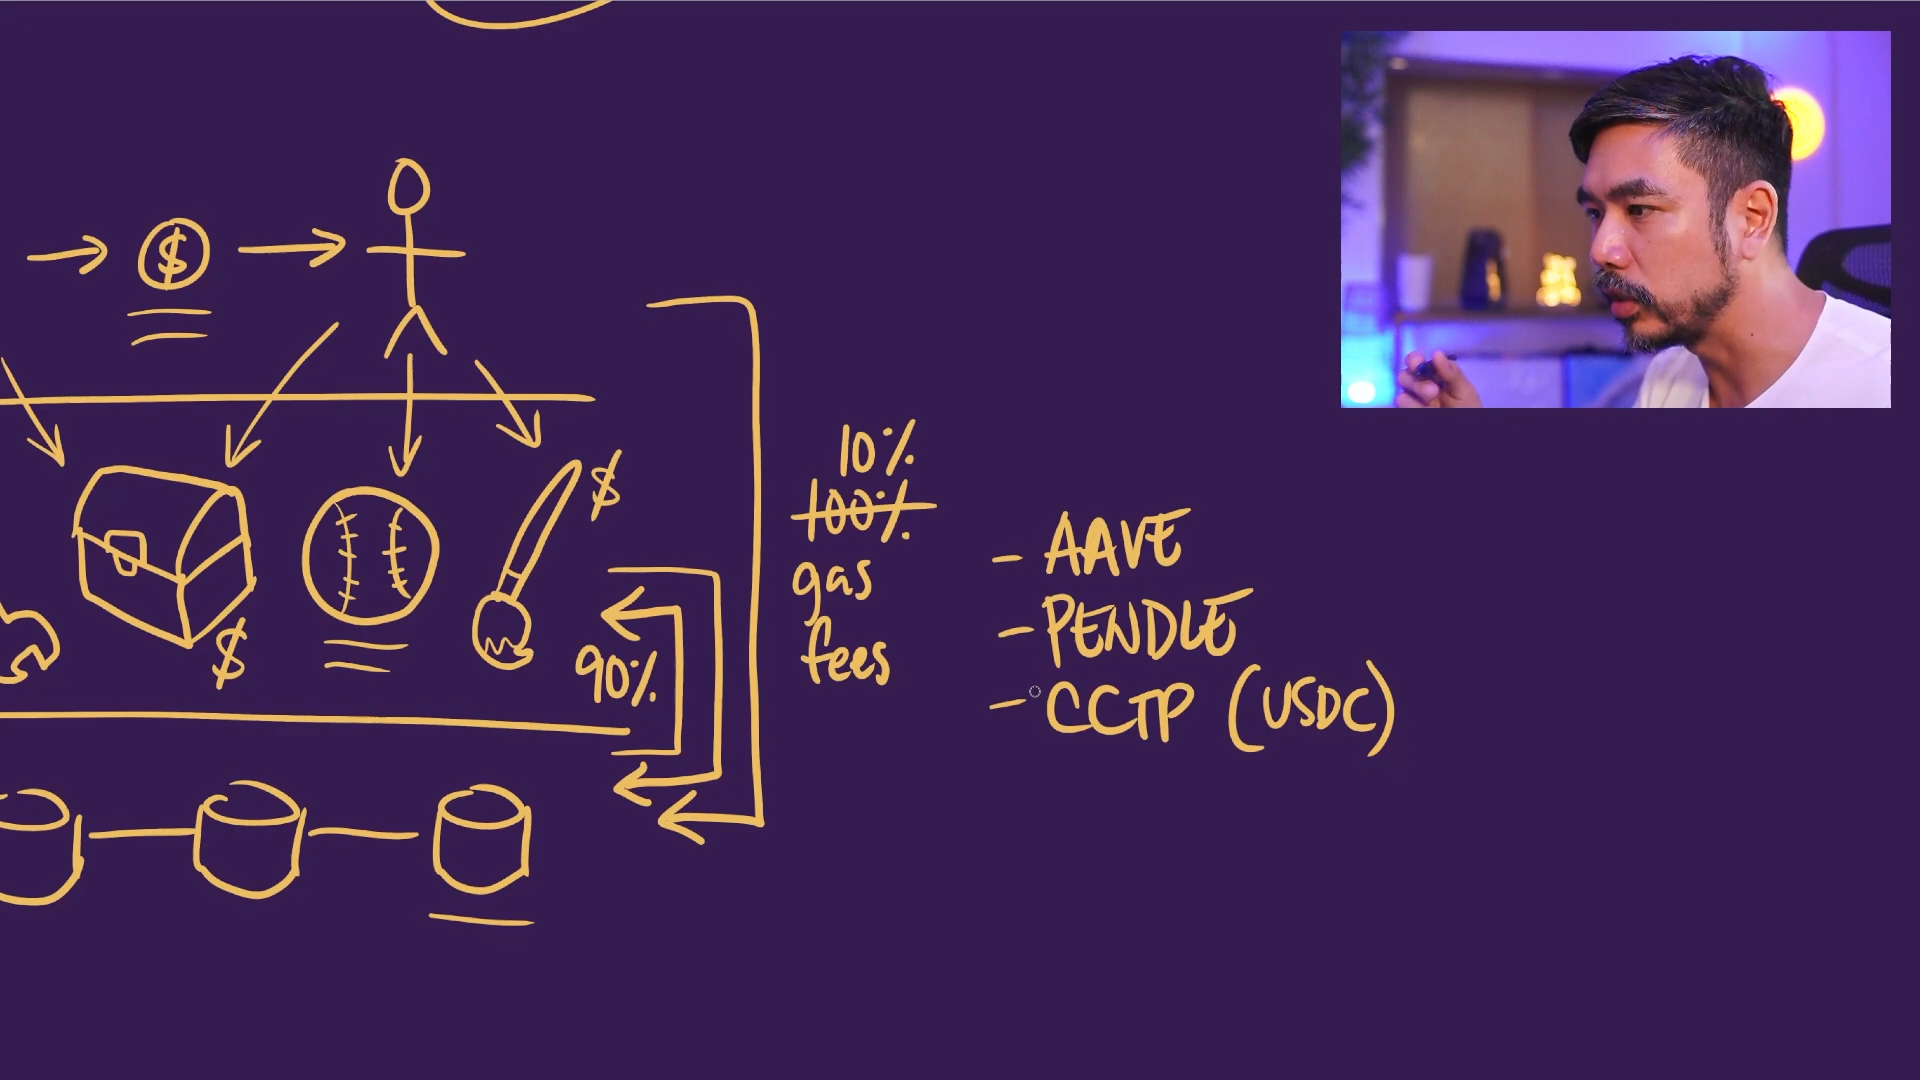 $
$
$
90%
10%
100%
gas
fees
- AAVE
- PENDLE
- CCTP (USDC)